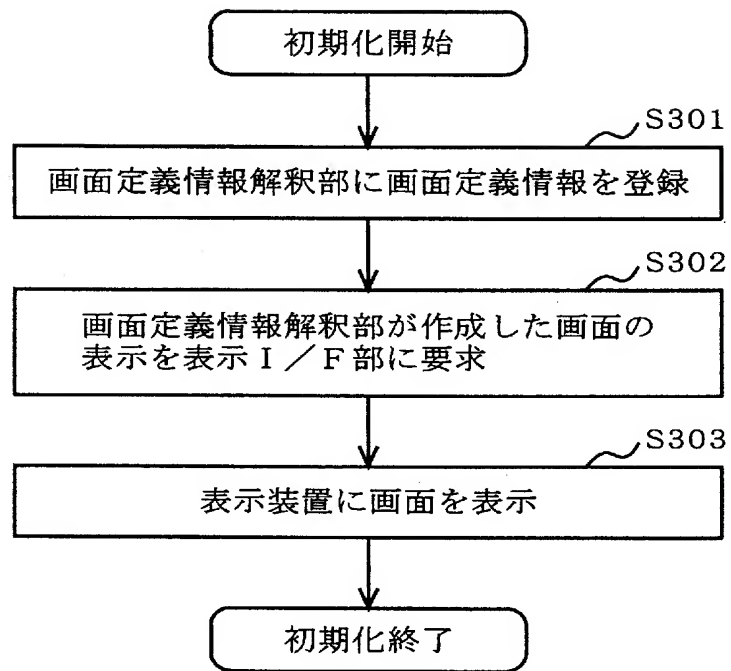 初期化開始
S301
画面定義情報解釈部に画面定義情報を登録
S302
画面定義情報解釈部が作成した画面の
表示を表示Ⅰ／F部に要求
S303
表示装置に画面を表示
初期化終了